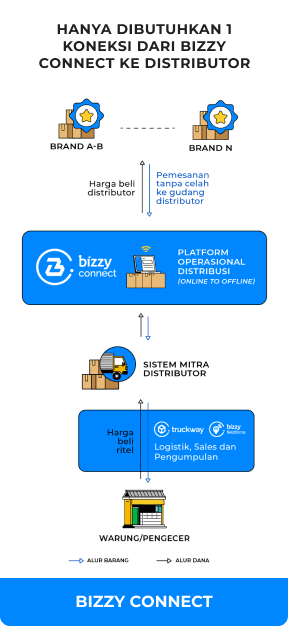 HANYA DIBUTUHKAN 1
KONEKSI DARI BIZZY
CONNECT KE DISTRIBUTOR
BRAND A-B
BRAND N
Harga beli
distributor
Pemesanan
tanpa celah
ke gudang
distributor
bizzy
connect
PLATFORM
OPERASIONAL
DISTRIBUSI
(ONLINE TO OFFLINE)
SISTEM MITRA
DISTRIBUTOR
Harga
beli
ritel
truckway
bizzy
Logistik, Sales dan
Pengumpulan
WARUNG/PENGECER
ALUR BARANG
ALUR DANA
BIZZY CONNECT